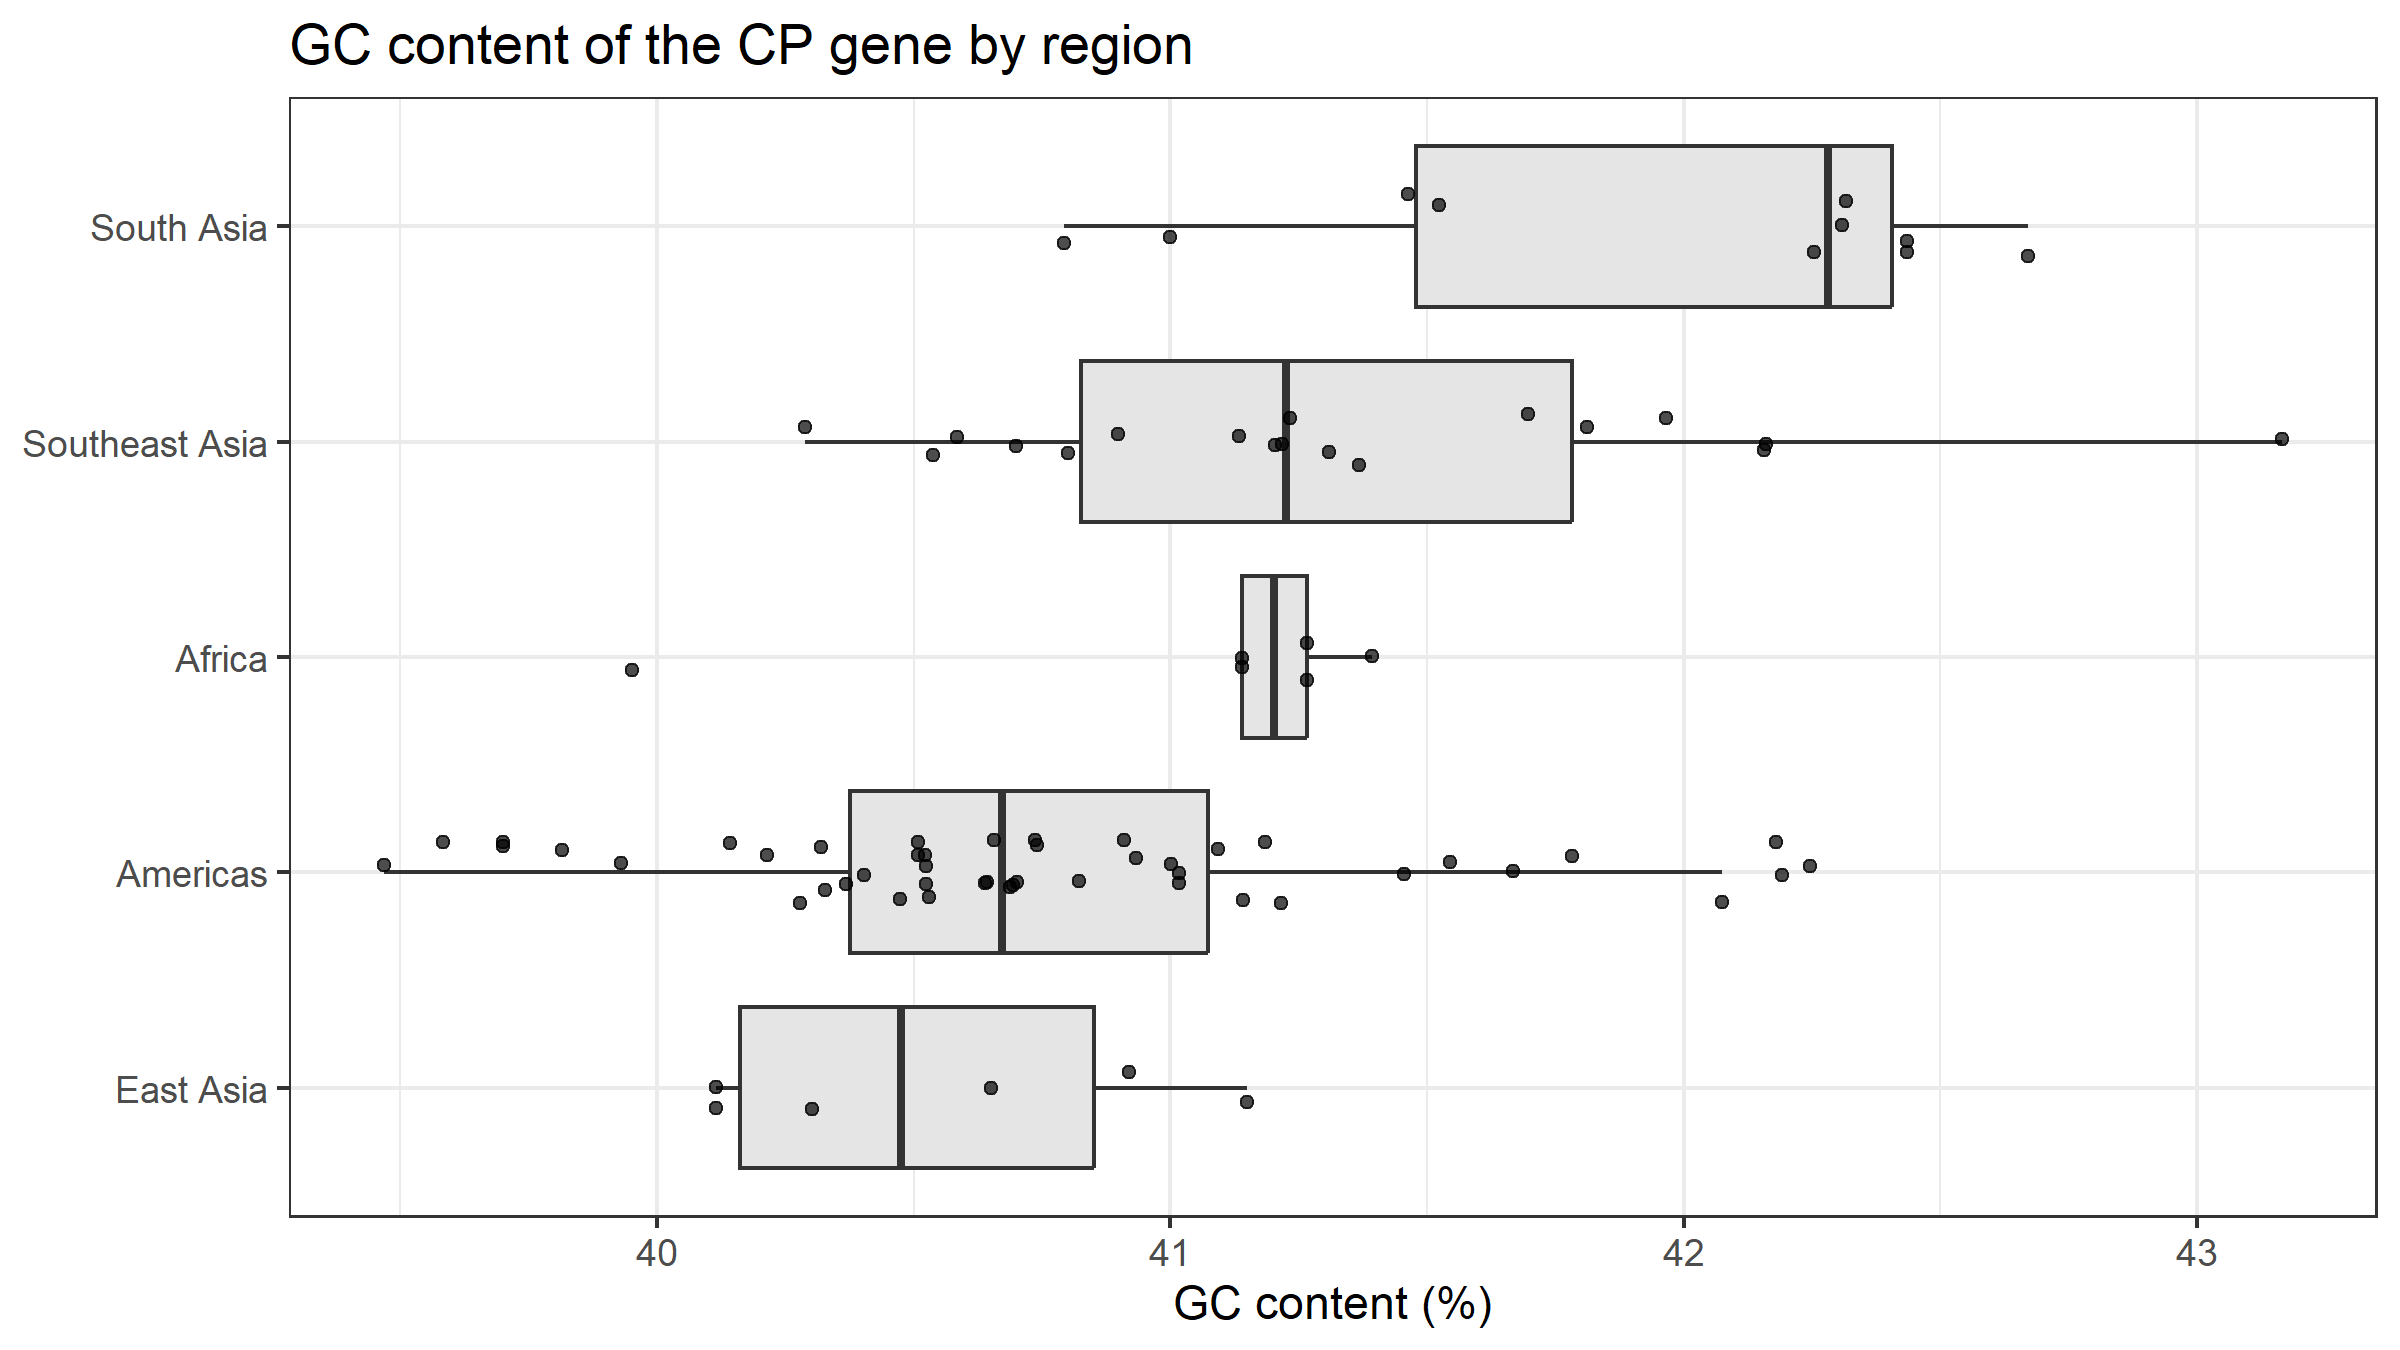 GC content of the CP gene by region
South Asia
Southeast Asia
Africa
Americas
East Asia
40 41 42 43
GC content (%)